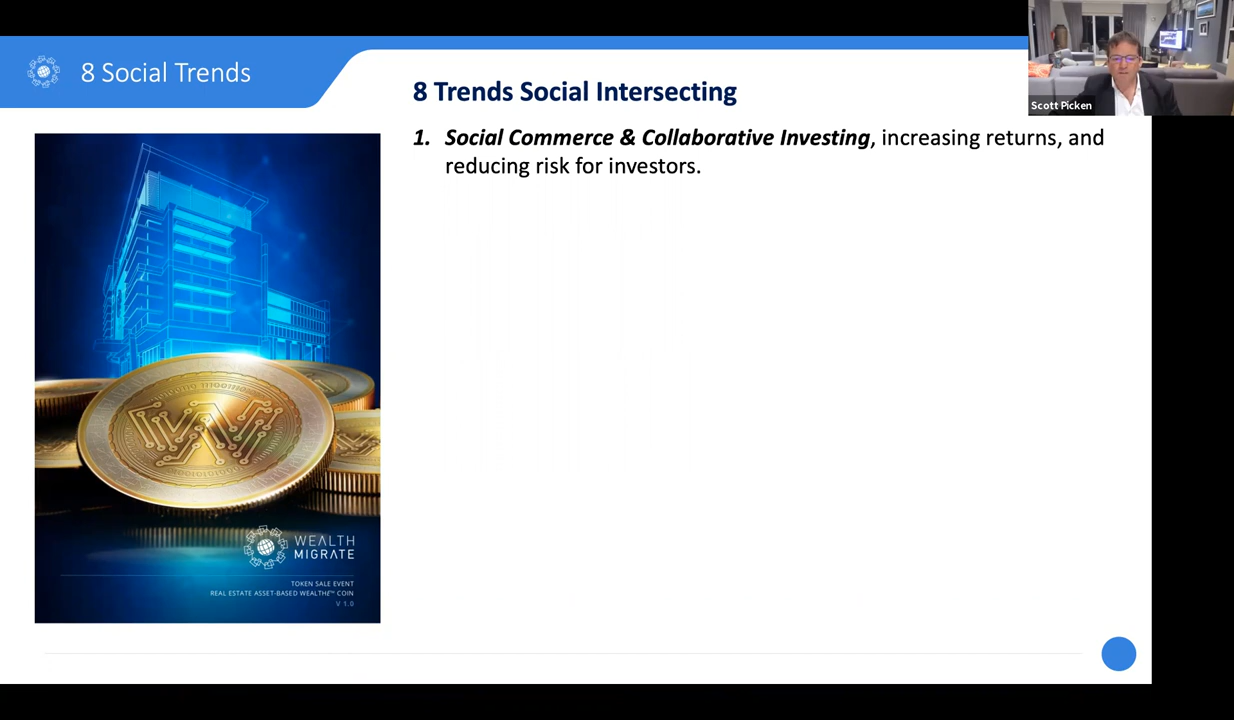 8 Social Trends
8 Trends Social Intersecting
Scott Picken
1. Social Commerce & Collaborative Investing, increasing returns, and
reducing risk for investors.
WEALTH
MIGRATE
TOKEN SALE EVENT
REAL ESTATE ASSET-BASED WEALTHE™ COIN
V 1.0